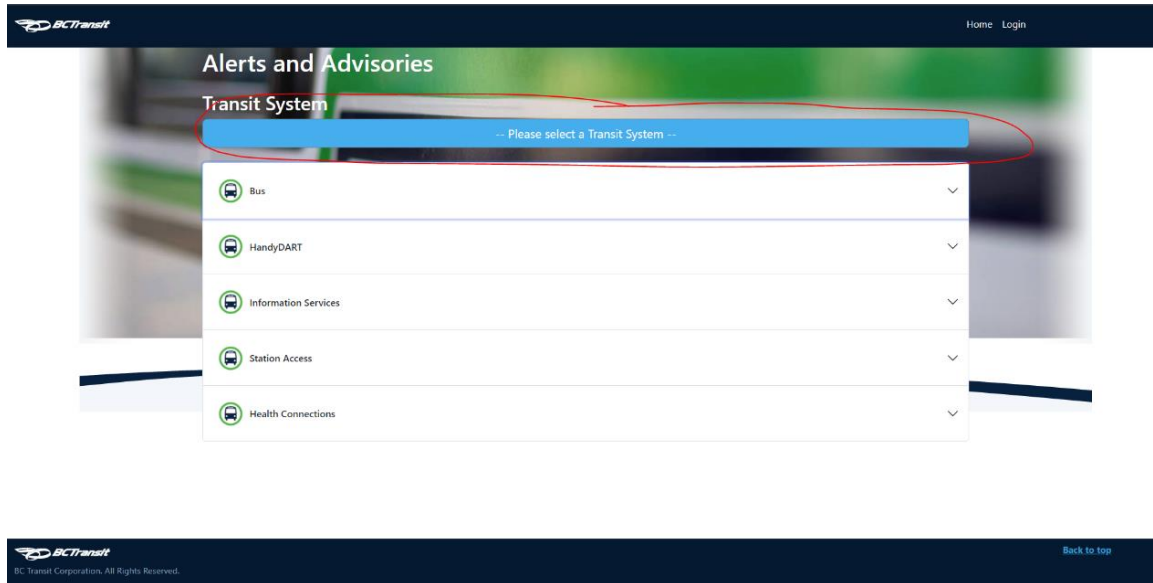 BCTransit
Home Login
Alerts and Advisories
Transit System
-- Please select a Transit System --
Bus
HandyDART
Information Services
Station Access
Health Connections
BCTransit
Back to top
BC Transit Corporation. All Rights Reserved.